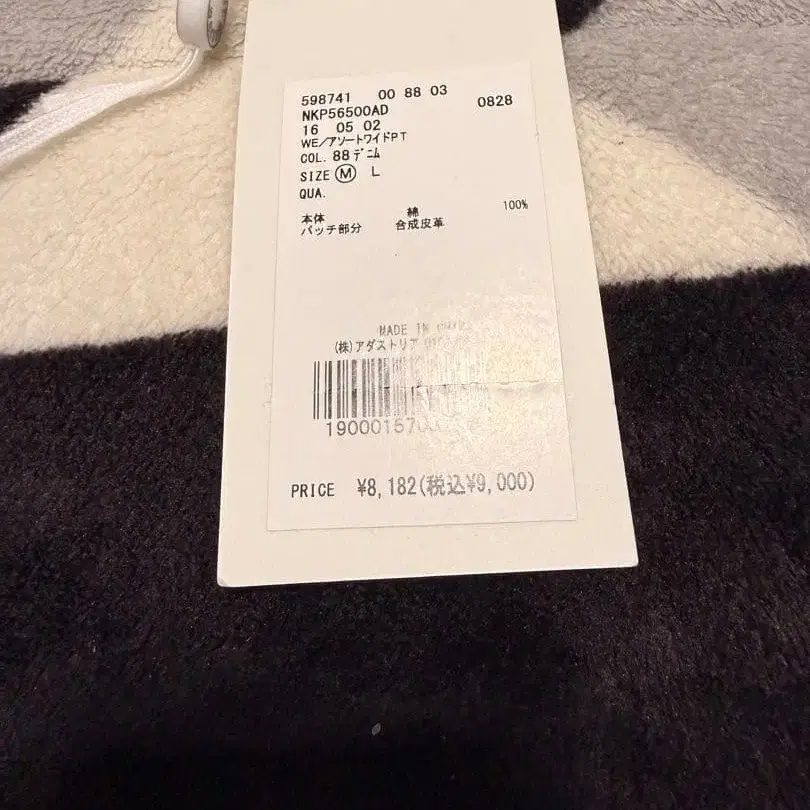 598741 00 88 03
0828
NKP56500AD
16 05 02
WE/アソートワイドPT
COL. 88 デニム
SIZE Ⓜ L
QUA.
本体 綿 100%
パッチ部分 合成皮革
MADE IN
(株)アダストリア
PRICE ¥8,182(税込¥9,000)